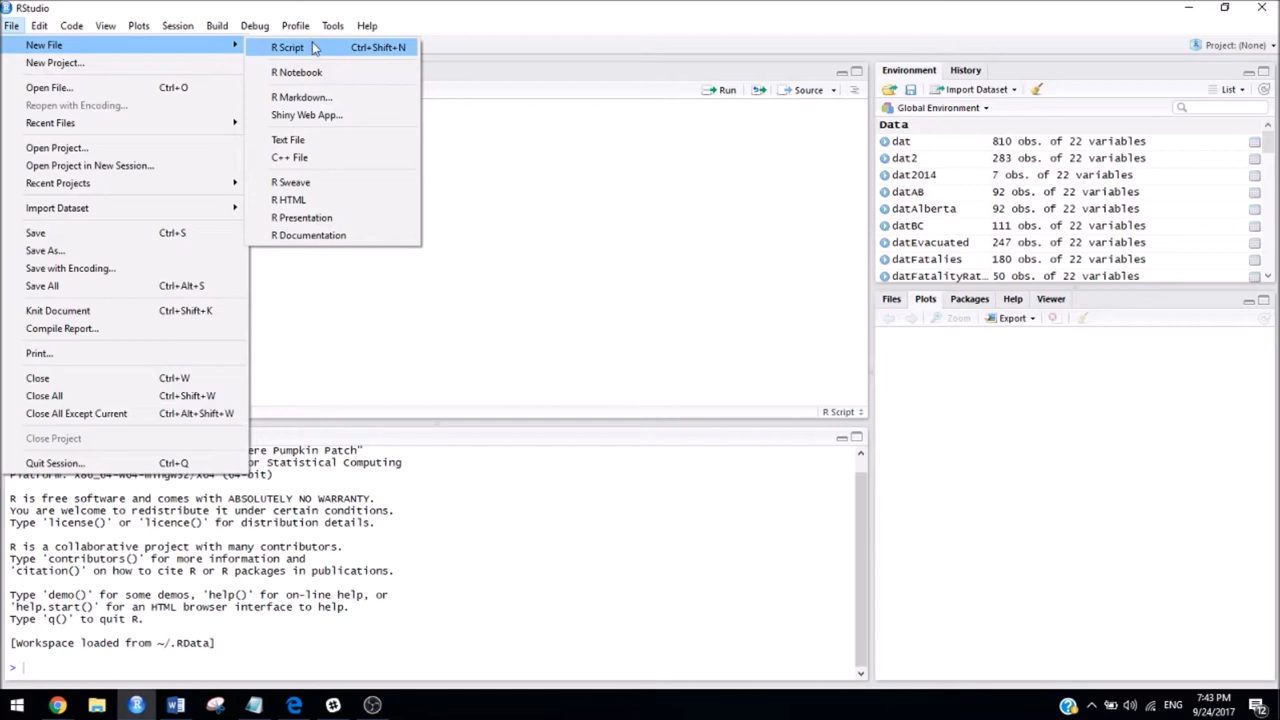 RStudio
File Edit Code View Plots Session Build Debug Profile Tools Help
New File
New Project...
Open File... Ctrl+O
Reopen with Encoding...
Recent Files
Open Project...
Open Project in New Session...
Recent Projects
Import Dataset
Save Ctrl+S
Save As...
Save with Encoding...
Save All Ctrl+Alt+S
Knit Document Ctrl+Shift+K
Compile Report...
Print...
Close Ctrl+W
Close All Ctrl+Shift+W
Close All Except Current Ctrl+Alt+Shift+W
Close Project
Quit Session... Ctrl+Q
R Script Ctrl+Shift+N
R Notebook
R Markdown...
Shiny Web App...
Text File
C++ File
R Sweave
R HTML
R Presentation
R Documentation
Run Source
R Script
Project: (None)
Environment History
Import Dataset List
Global Environment
Data
dat 810 obs. of 22 variables
dat2 283 obs. of 22 variables
dat2014 7 obs. of 22 variables
datAB 92 obs. of 22 variables
datAlberta 92 obs. of 22 variables
datBC 111 obs. of 22 variables
datEvacuated 247 obs. of 22 variables
datFatalies 180 obs. of 22 variables
datFatalityRat… 50 obs. of 22 variables
Files Plots Packages Help Viewer
Zoom Export
ere Pumpkin Patch"
or Statistical Computing
Platform: x86_64-w64-mingw32/x64 (64-bit)
R is free software and comes with ABSOLUTELY NO WARRANTY.
You are welcome to redistribute it under certain conditions.
Type 'license()' or 'licence()' for distribution details.
R is a collaborative project with many contributors.
Type 'contributors()' for more information and
'citation()' on how to cite R or R packages in publications.
Type 'demo()' for some demos, 'help()' for on-line help, or
'help.start()' for an HTML browser interface to help.
Type 'q()' to quit R.
[Workspace loaded from ~/.RData]
>
ENG
7:43 PM
9/24/2017
12